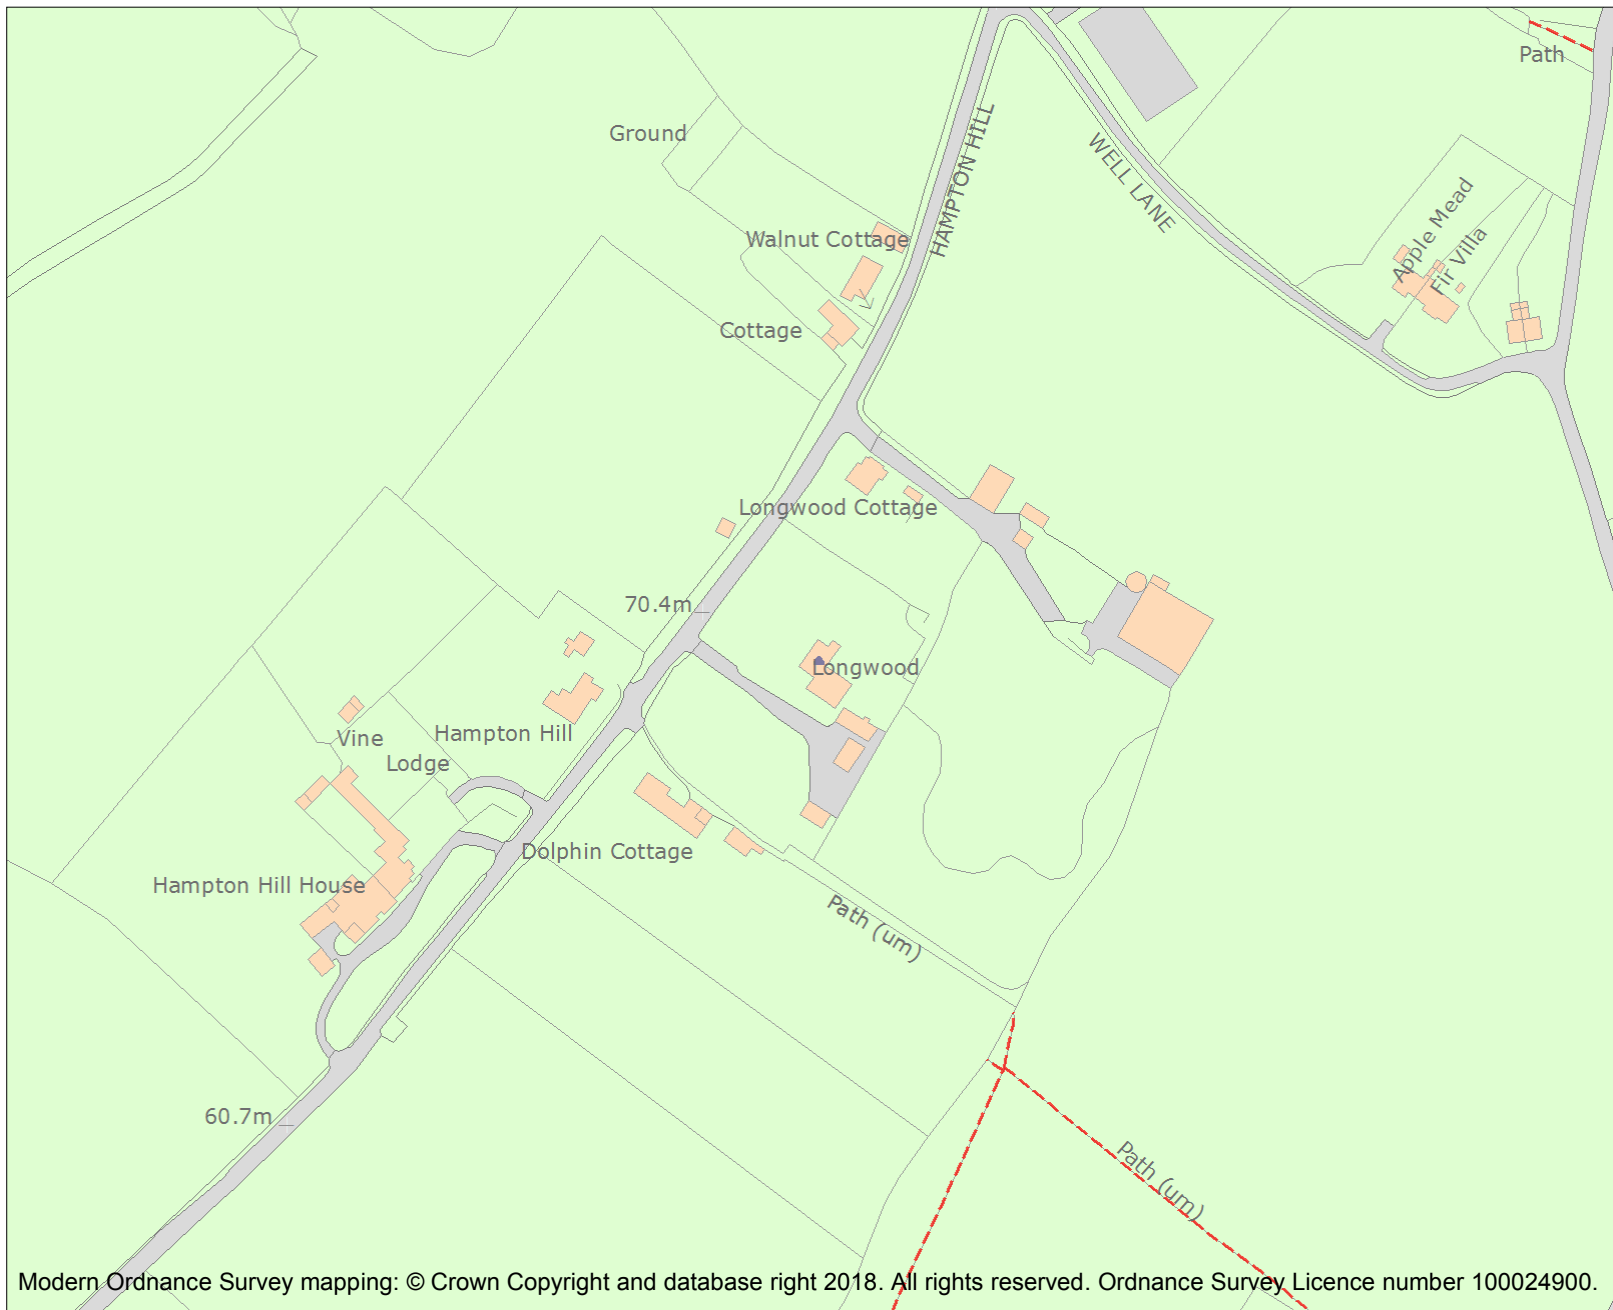 Path
Ground
HAMPTON HILL
WELL LANE
Apple Mead
Fir Villa
Walnut Cottage
Cottage
Longwood Cottage
70.4m
Longwood
Hampton Hill
Vine
Lodge
Dolphin Cottage
Hampton Hill House
Path (um)
60.7m
Path (um)
Modern Ordnance Survey mapping: © Crown Copyright and database right 2018. All rights reserved. Ordnance Survey Licence number 100024900.